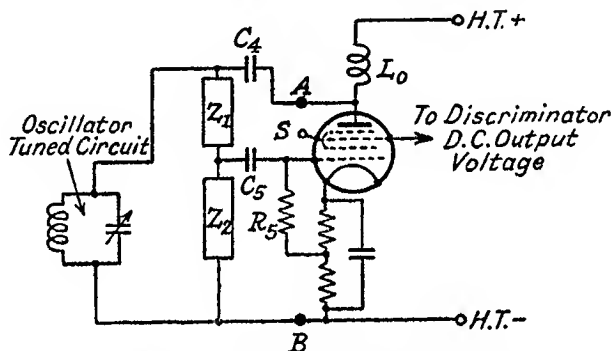 H.T.+
C4
L0
A
Z1
S
To Discriminator
D.C. Output
Voltage
Oscillator
Tuned Circuit
C5
R5
Z2
B
H.T.-